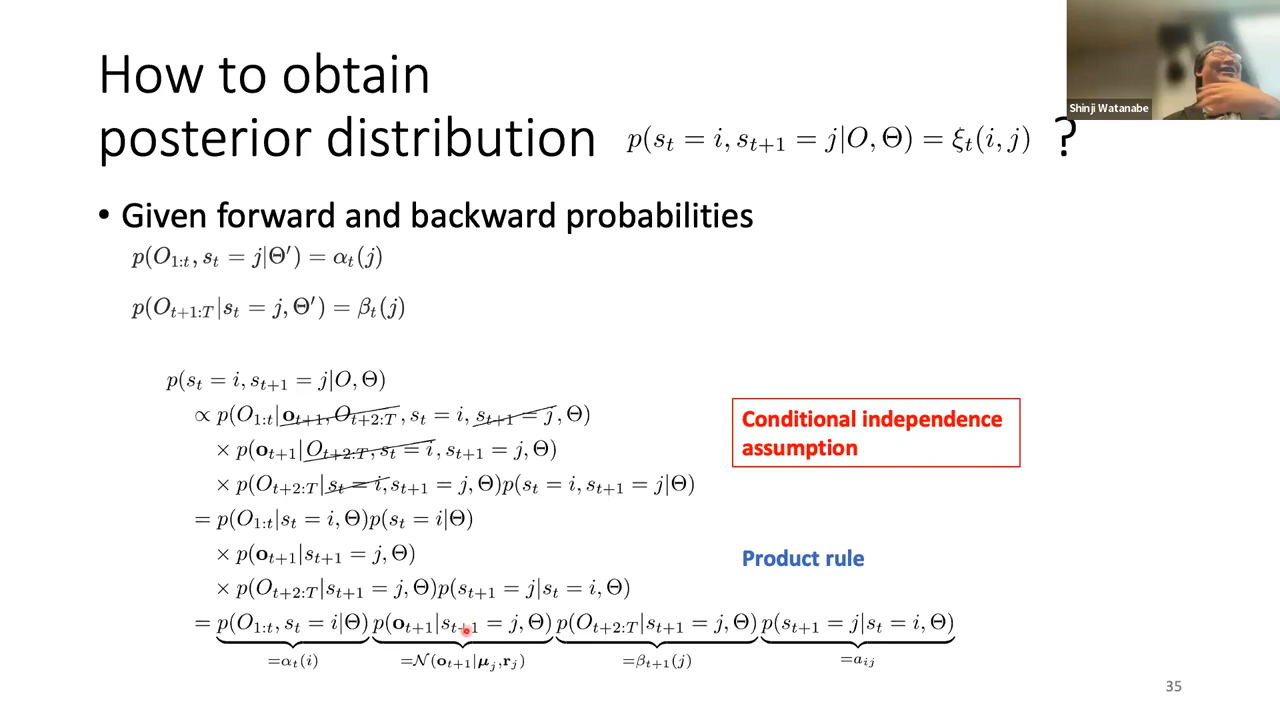 How to obtain
posterior distribution p(s_t = i, s_{t+1} = j|O, Θ) = ξ_t(i, j) ?
Shinji Watanabe
• Given forward and backward probabilities
p(O_{1:t}, s_t = j|Θ′) = α_t(j)
p(O_{t+1:T}|s_t = j, Θ′) = β_t(j)
p(s_t = i, s_{t+1} = j|O, Θ)
∝ p(O_{1:t}|o_{t+1}, O_{t+2:T}, s_t = i, s_{t+1} = j, Θ)
× p(o_{t+1}|O_{t+2:T}, s_t = i, s_{t+1} = j, Θ)
× p(O_{t+2:T}|s_t = i, s_{t+1} = j, Θ)p(s_t = i, s_{t+1} = j|Θ)
Conditional independence
assumption
= p(O_{1:t}|s_t = i, Θ)p(s_t = i|Θ)
× p(o_{t+1}|s_{t+1} = j, Θ)
× p(O_{t+2:T}|s_{t+1} = j, Θ)p(s_{t+1} = j|s_t = i, Θ)
Product rule
= p(O_{1:t}, s_t = i|Θ) p(o_{t+1}|s_{t+1} = j, Θ) p(O_{t+2:T}|s_{t+1} = j, Θ) p(s_{t+1} = j|s_t = i, Θ)
=α_t(i) =N(o_{t+1}|μ_j,r_j) =β_{t+1}(j) =a_{ij}
35